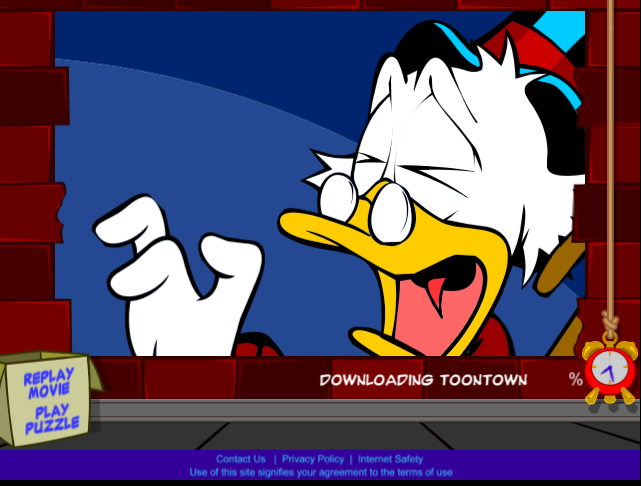 DOWNLOADING TOONTOWN %
REPLAY
MOVIE
PLAY
PUZZLE
Contact Us | Privacy Policy | Internet Safety
Use of this site signifies your agreement to the terms of use